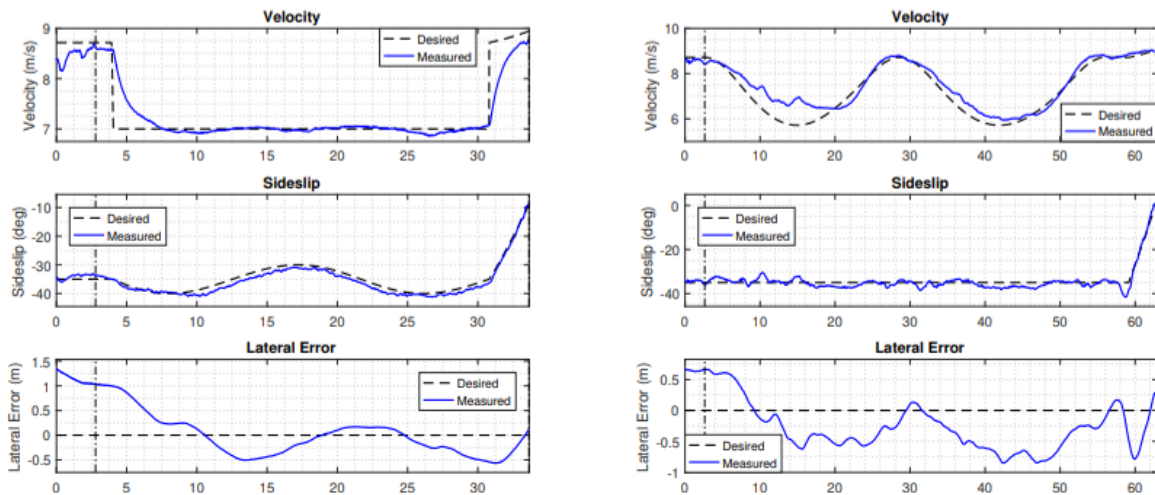 Velocity
Velocity (m/s)
9
8
7
Desired
Measured
0 5 10 15 20 25 30
Sideslip
Sideslip (deg)
-10
-20
-30
-40
Desired
Measured
0 5 10 15 20 25 30
Lateral Error
Lateral Error (m)
1.5
1
0.5
0
-0.5
Desired
Measured
0 5 10 15 20 25 30
Velocity
Velocity (m/s)
10
8
6
Desired
Measured
0 10 20 30 40 50 60
Sideslip
Sideslip (deg)
0
-20
-40
Desired
Measured
0 10 20 30 40 50 60
Lateral Error
Lateral Error (m)
0.5
0
-0.5
-1
Desired
Measured
0 10 20 30 40 50 60